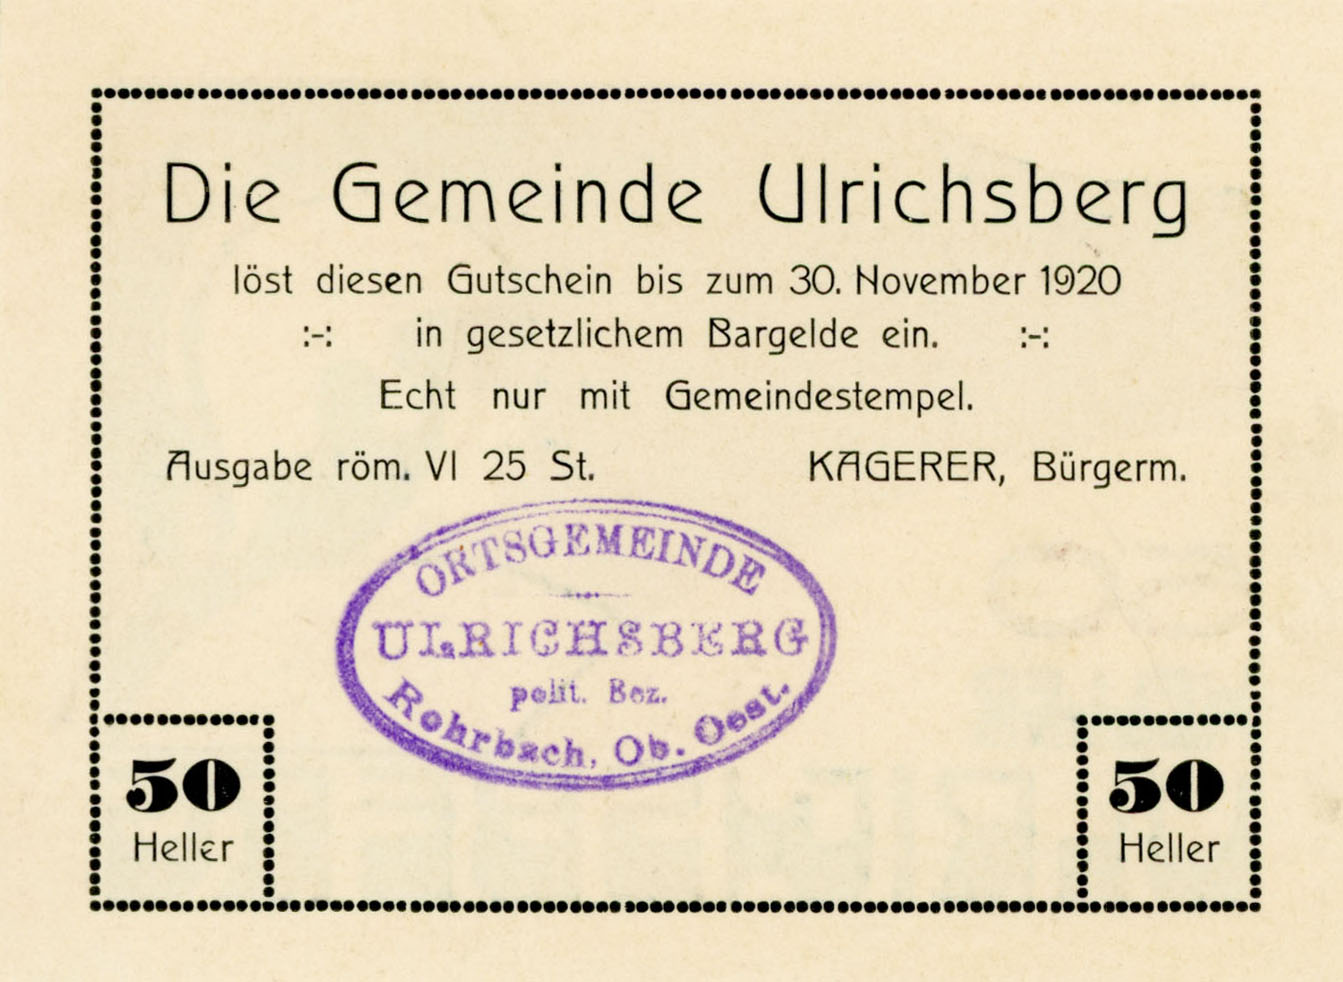 Die Gemeinde Ulrichsberg
löst diesen Gutschein bis zum 30. November 1920
:-: in gesetzlichem Bargelde ein. :-:
Echt nur mit Gemeindestempel.
Ausgabe röm. VI 25 St. KAGERER, Bürgerm.
ORTSGEMEINDE
ULRICHSBERG
polit. Bez.
Rohrbach, Ob. Oest.
50 50
Heller Heller